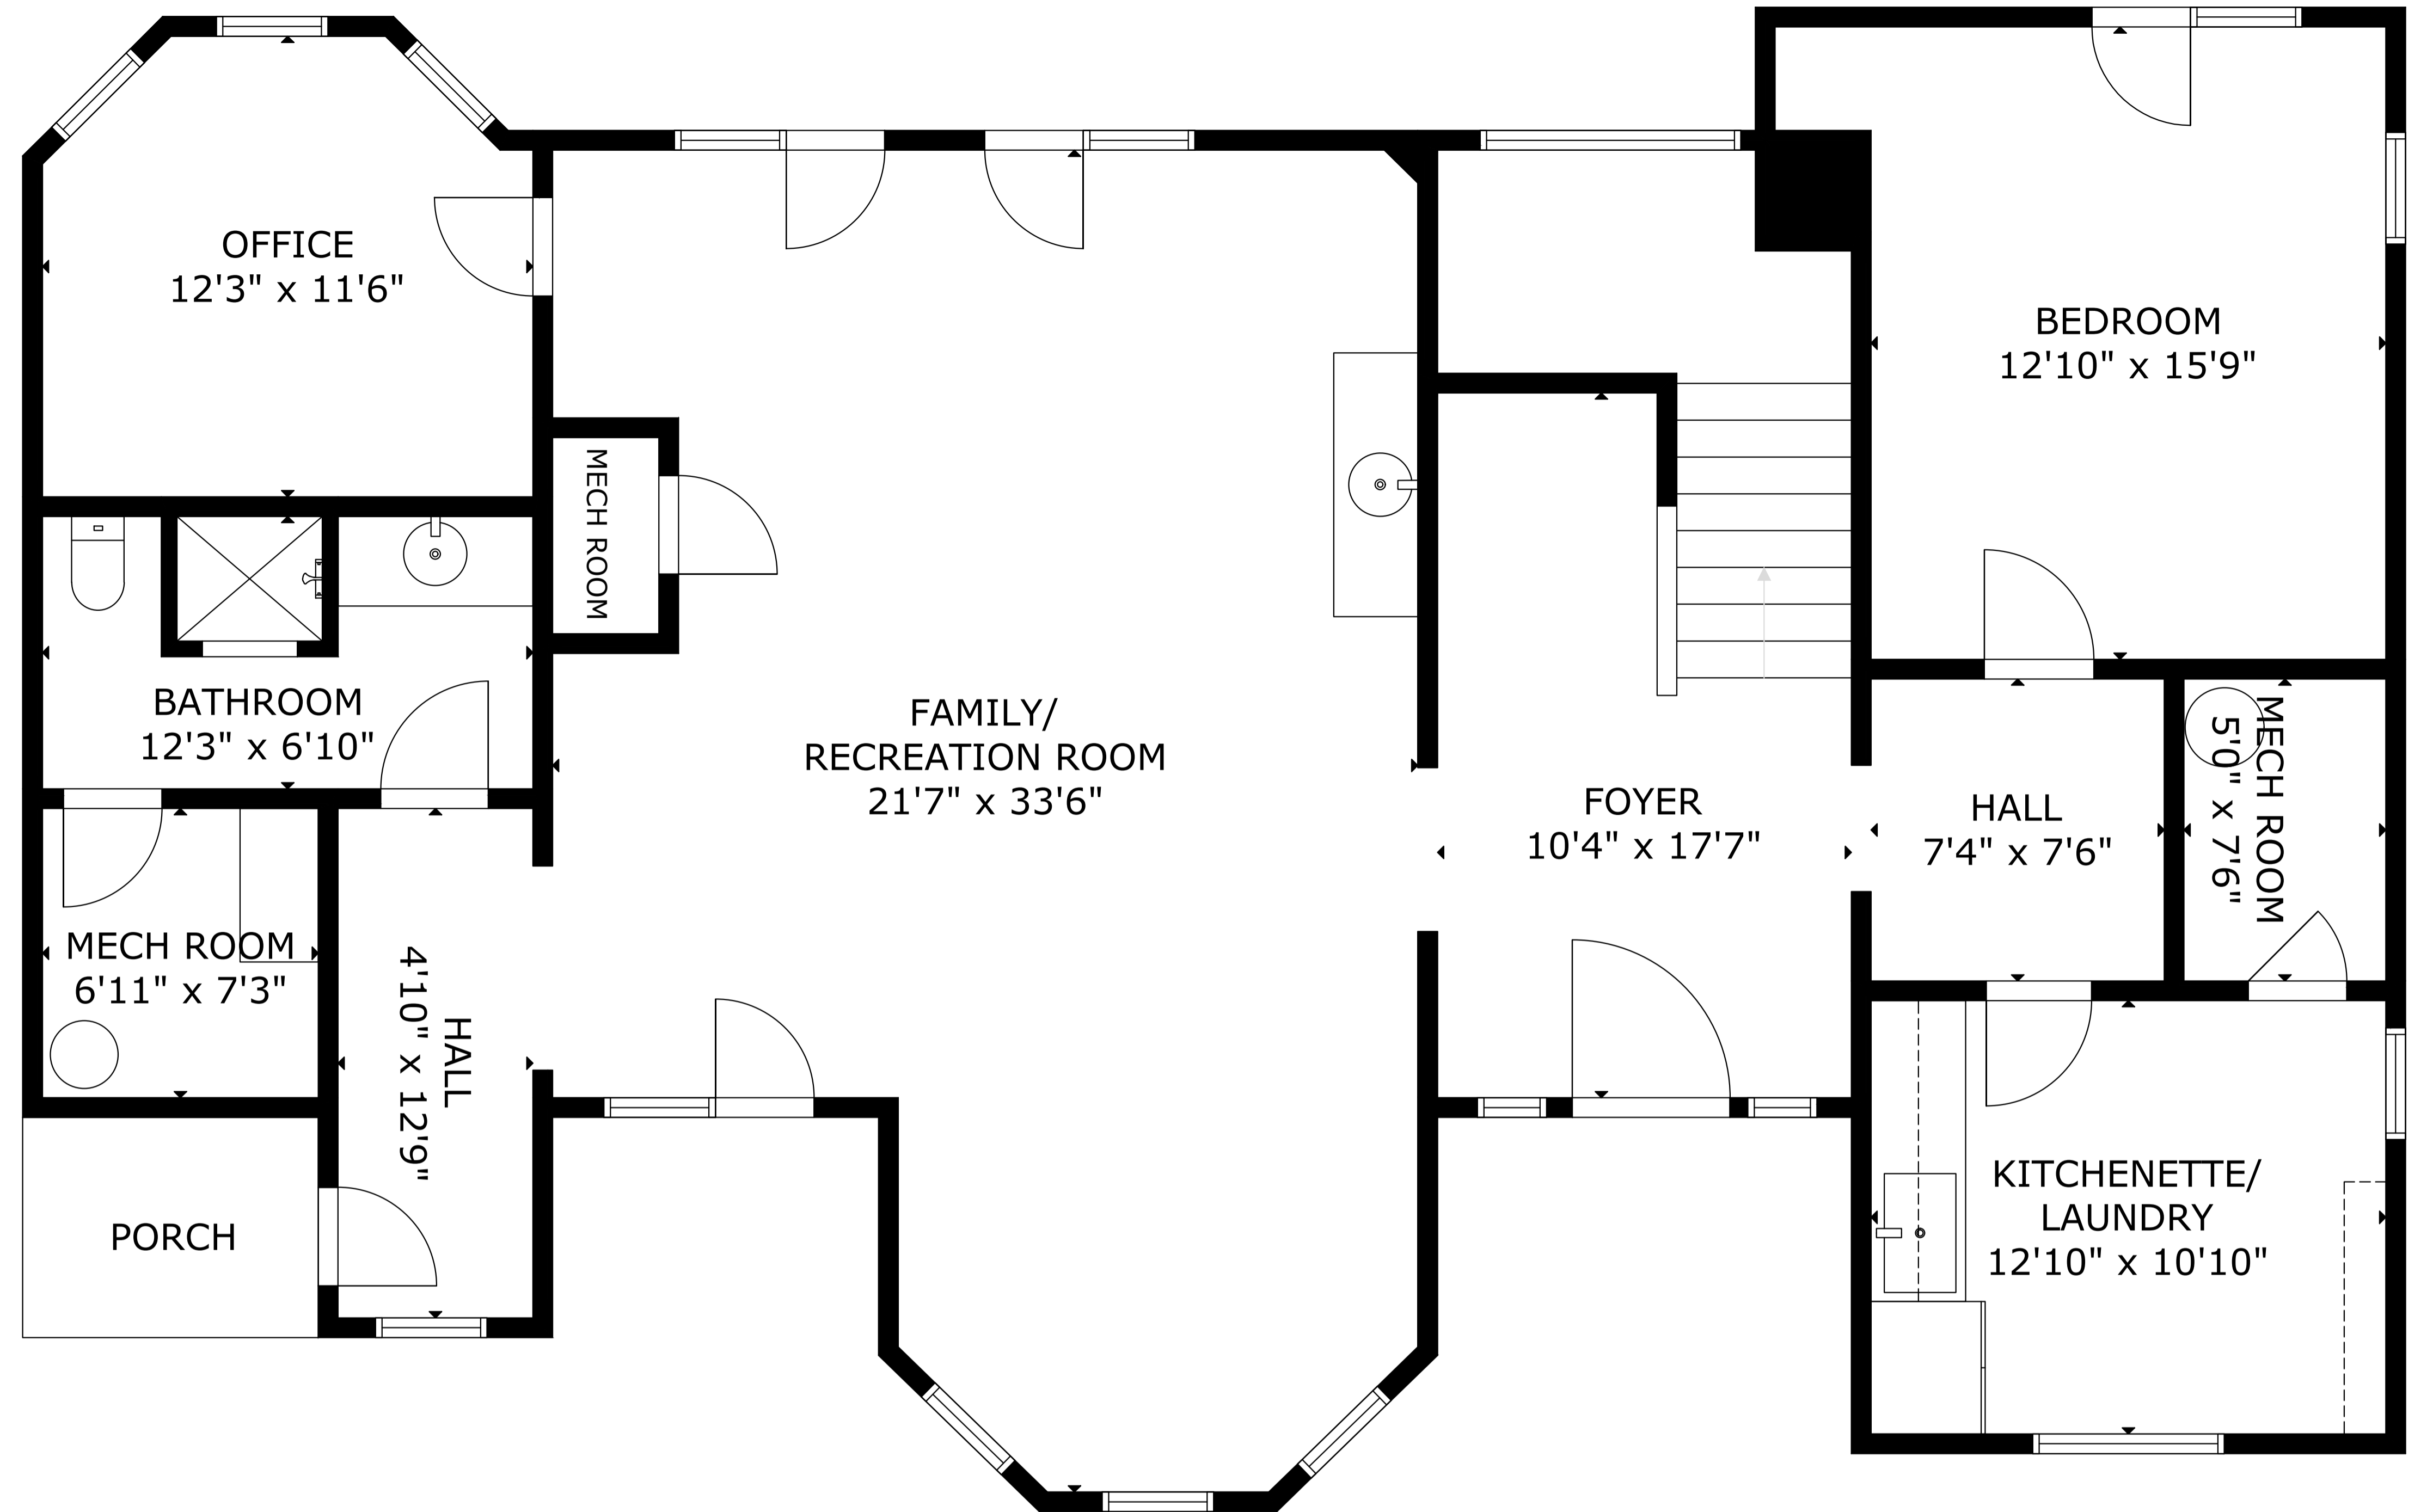 OFFICE
12'3" x 11'6"
BEDROOM
12'10" x 15'9"
MECH ROOM
BATHROOM
12'3" x 6'10"
FAMILY/
RECREATION ROOM
21'7" x 33'6"
FOYER
10'4" x 17'7"
HALL
7'4" x 7'6"
MECH ROOM
5'0" x 7'6"
MECH ROOM
6'11" x 7'3"
HALL
4'10" x 12'9"
PORCH
KITCHENETTE/
LAUNDRY
12'10" x 10'10"